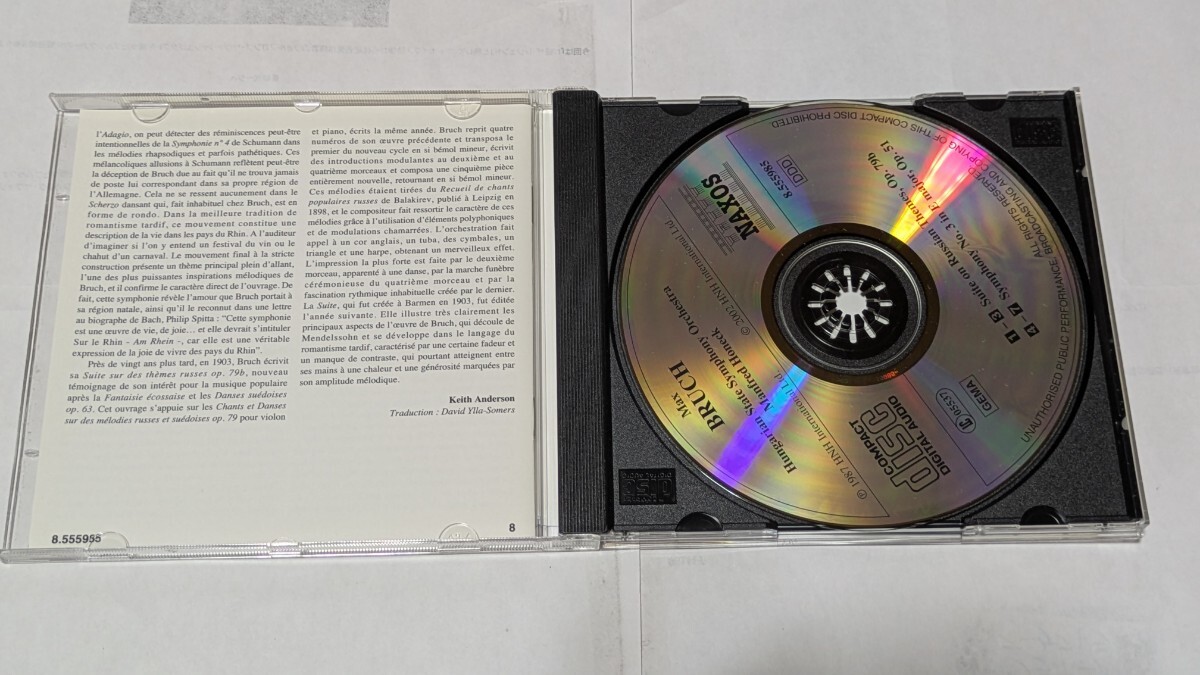 l'Adagio, on peut détecter des réminiscences peut-être
intentionnelles de la Symphonie n° 4 de Schumann dans
les mélodies rhapsodiques et parfois pathétiques. Ces
mélancoliques allusions à Schumann reflètent peut-être
la déception de Bruch due au fait qu'il ne trouva jamais
de poste lui correspondant dans sa propre région de
l'Allemagne. Cela ne se ressent aucunement dans le
Scherzo dansant qui, fait inhabituel chez Bruch, est en
forme de rondo. Dans la meilleure tradition de
romantisme tardif, ce mouvement constitue une
description de la vie dans les pays du Rhin. A l'auditeur
d'imaginer si l'on y entend un festival du vin ou le
chahut d'un carnaval. Le mouvement final à la stricte
construction présente un thème principal plein d'allant,
l'une des plus puissantes inspirations mélodiques de
Bruch, et il confirme le caractère direct de l'ouvrage. De
fait, cette symphonie révèle l'amour que Bruch portait à
sa région natale, ainsi qu'il le reconnut dans une lettre
au biographe de Bach, Philip Spitta : "Cette symphonie
est une œuvre de vie, de joie... et elle devrait s'intituler
Sur le Rhin - Am Rhein -, car elle est une véritable
expression de la joie de vivre des pays du Rhin".
Près de vingt ans plus tard, en 1903, Bruch écrivit
sa Suite sur des thèmes russes op. 79b, nouveau
témoignage de son intérêt pour la musique populaire
après la Fantaisie écossaise et les Danses suédoises
op. 63. Cet ouvrage s'appuie sur les Chants et Danses
sur des mélodies russes et suédoises op. 79 pour violon
et piano, écrits la même année. Bruch reprit quatre
numéros de son œuvre précédente et transposa le
premier du nouveau cycle en si bémol mineur, écrivit
des introductions modulantes au deuxième et au
quatrième morceaux et composa une cinquième pièce
entièrement nouvelle, retournant en si bémol mineur.
Ces mélodies étaient tirées du Recueil de chants
populaires russes de Balakirev, publié à Leipzig en
1898, et le compositeur fait ressortir le caractère de ces
mélodies grâce à l'utilisation d'éléments polyphoniques
et de modulations chamarrées. L'orchestration fait
appel à un cor anglais, un tuba, des cymbales, un
triangle et une harpe, obtenant un merveilleux effet.
L'impression la plus forte est faite par le deuxième
morceau, apparenté à une danse, par la marche funèbre
cérémonieuse du quatrième morceau et par la
fascination rythmique inhabituelle créée par le dernier.
La Suite, qui fut créée à Barmen en 1903, fut éditée
l'année suivante. Elle illustre très clairement les
principaux aspects de l'œuvre de Bruch, qui découle de
Mendelssohn et se développe dans le langage du
romantisme tardif, caractérisé par une certaine fadeur et
un manque de contraste, qui pourtant atteignent entre
ses mains à une chaleur et une générosité marquées par
son amplitude mélodique.
Keith Anderson
Traduction : David Ylla-Somers
8.555985
8
NAXOS
DDD
8.555985
Max
BRUCH
Hungarian State Symphony Orchestra
Manfred Honeck
1 - 3 Suite on Russian Themes, Op. 79b
4 - 7 Symphony No. 3 in E major, Op. 51
℗ 1987 HNH International Ltd.
© 2002 HNH International Ltd.
COMPACT
disc
DIGITAL AUDIO
LC 05537
GEMA
ALL RIGHTS RESERVED
UNAUTHORISED PUBLIC PERFORMANCE, BROADCASTING AND COPYING OF THIS COMPACT DISC PROHIBITED